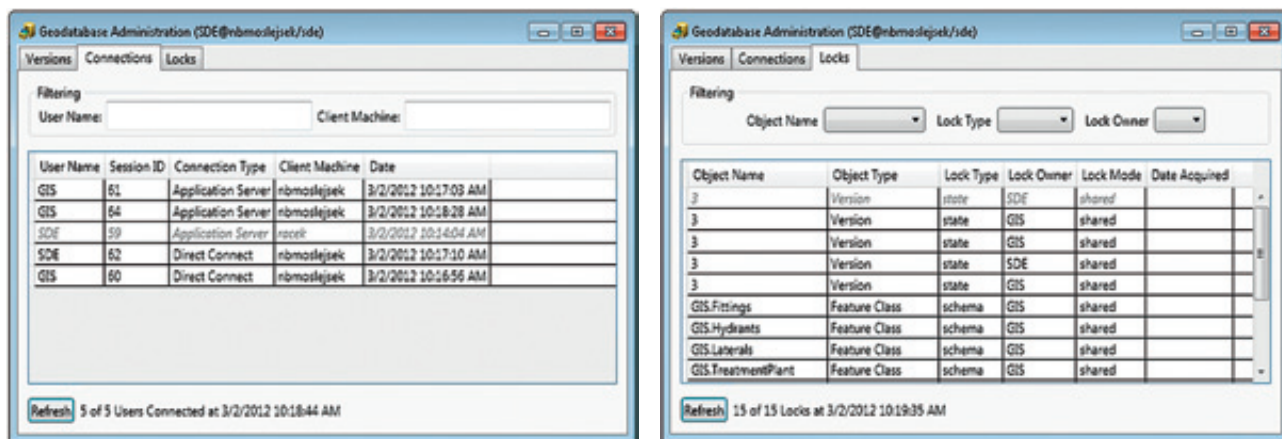 Geodatabase Administration (SDE@nbmoslejsek/sde)
Versions Connections Locks
Filtering
User Name: Client Machine:
User Name Session ID Connection Type Client Machine Date
GIS 61 Application Server nbmoslejsek 3/2/2012 10:17:03 AM
GIS 64 Application Server nbmoslejsek 3/2/2012 10:18:28 AM
SDE 59 Application Server racek 3/2/2012 10:14:04 AM
SDE 62 Direct Connect nbmoslejsek 3/2/2012 10:17:10 AM
GIS 60 Direct Connect nbmoslejsek 3/2/2012 10:16:56 AM
Refresh 5 of 5 Users Connected at 3/2/2012 10:18:44 AM
Geodatabase Administration (SDE@nbmoslejsek/sde)
Versions Connections Locks
Filtering
Object Name Lock Type Lock Owner
Object Name Object Type Lock Type Lock Owner Lock Mode Date Acquired
3 Version state SDE shared
3 Version state GIS shared
3 Version state GIS shared
3 Version state SDE shared
3 Version state GIS shared
GIS.Fittings Feature Class schema GIS shared
GIS.Hydrants Feature Class schema GIS shared
GIS.Laterals Feature Class schema GIS shared
GIS.TreatmentPlant Feature Class schema GIS shared
Refresh 15 of 15 Locks at 3/2/2012 10:19:35 AM